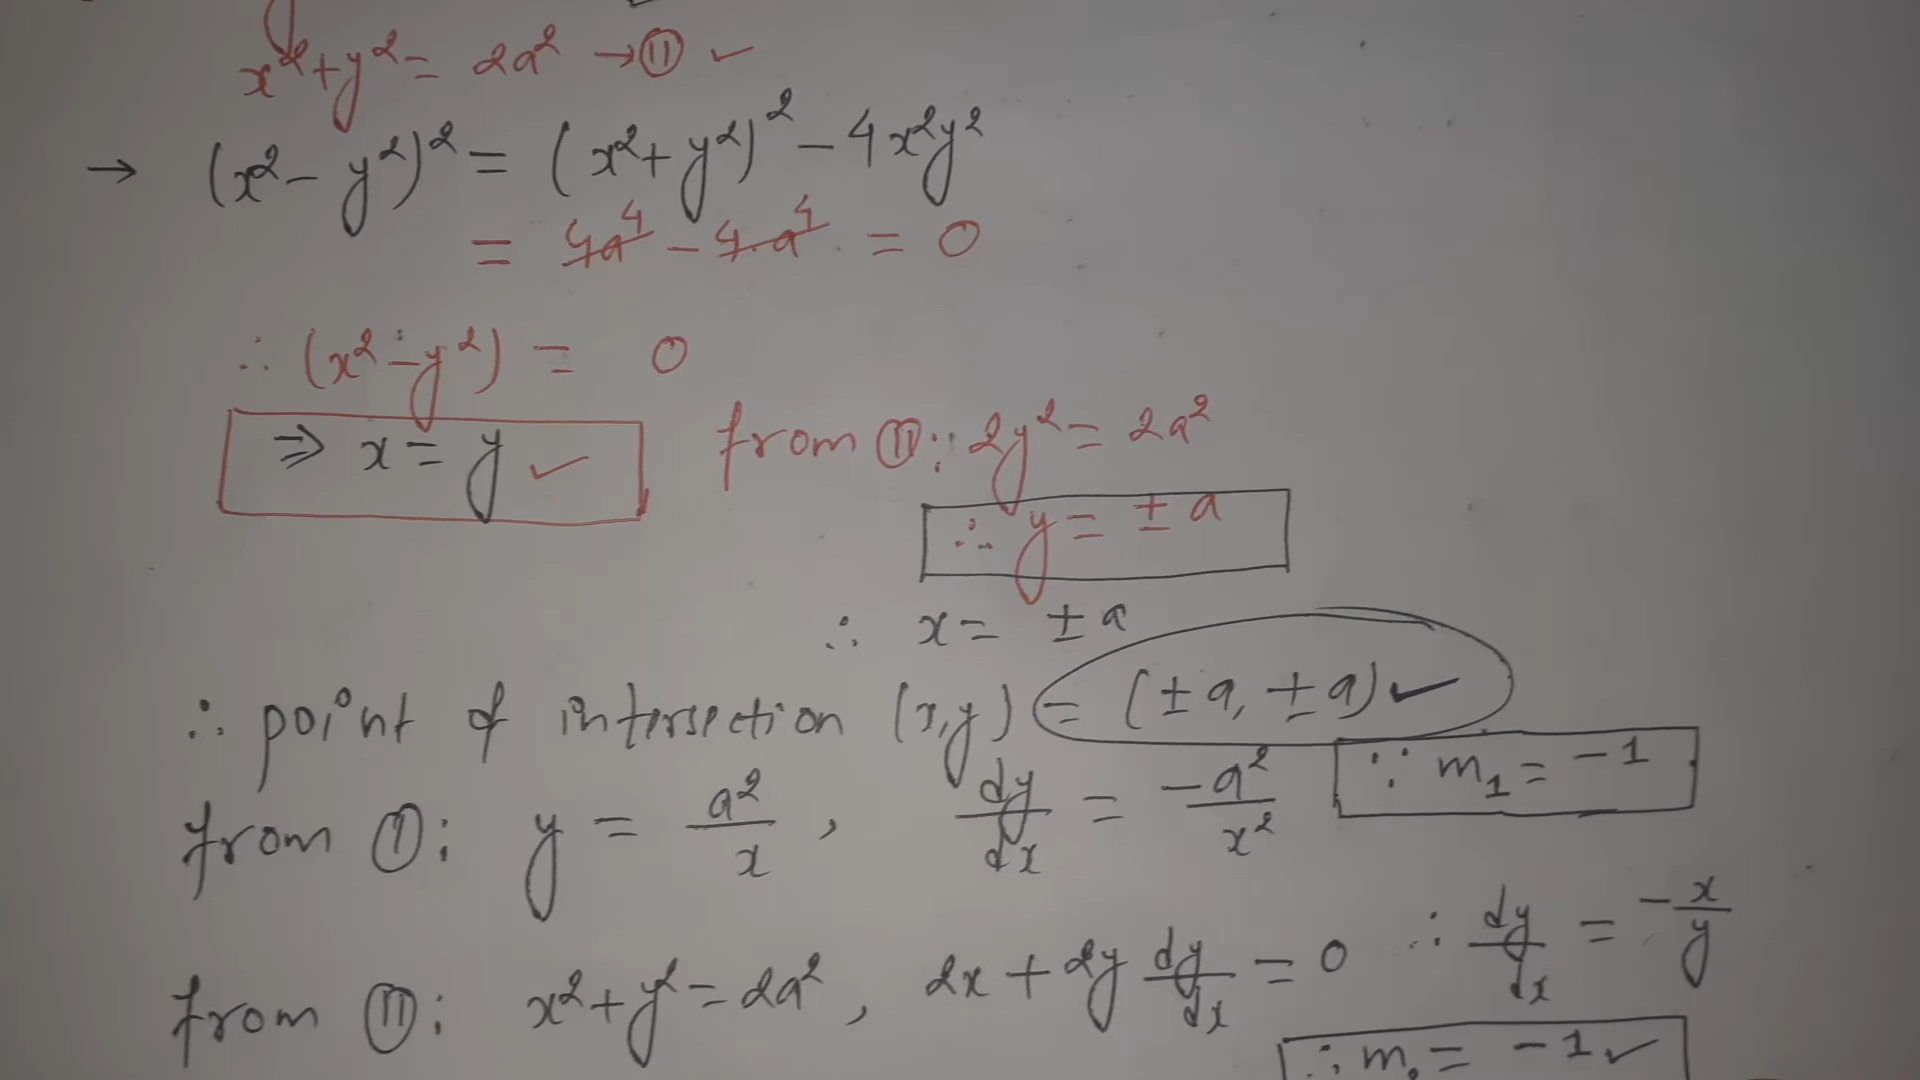 x²+y² = 2a² → II ✓
→ (x² - y²)² = (x² + y²)² - 4x²y²
= 4a⁴ - 4.a⁴ = 0
∴ (x² - y²) = 0
⇒ x = y ✓ from II: 2y² = 2a²
∴ y = ± a
∴ x = ± a
∴ point of intersection (x,y) = (±a, ±a) ✓
from I: y = a²/x , dy/dx = -a²/x² ∵ m₁ = -1
from II: x² + y² = 2a² , 2x + 2y dy/dx = 0 ∴ dy/dx = -x/y
∴ m = -1 ✓